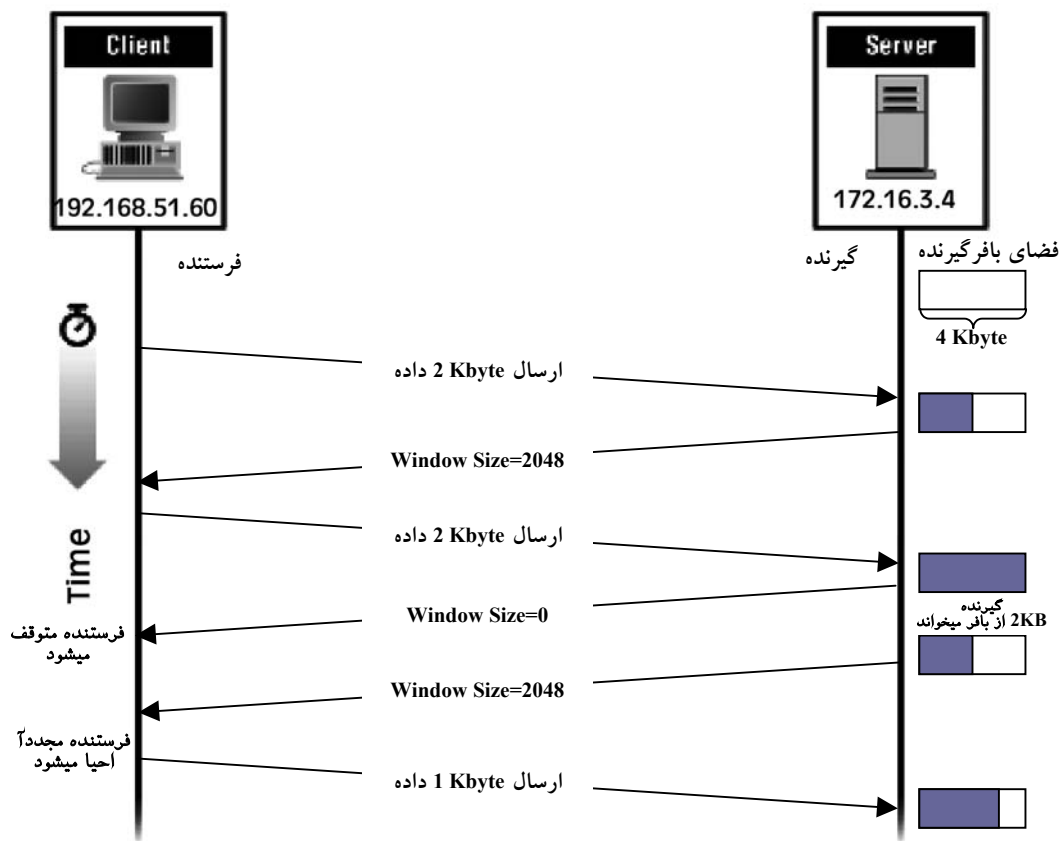 Client
Server
192.168.51.60
172.16.3.4
فرستنده
گیرنده
فضای بافرگیرنده
4 Kbyte
ارسال 2 Kbyte داده
Window Size=2048
ارسال 2 Kbyte داده
Time
Window Size=0
گیرنده
2KB از بافر میخواند
فرستنده متوقف
میشود
Window Size=2048
فرستنده مجددآ
احیا میشود
ارسال 1 Kbyte داده